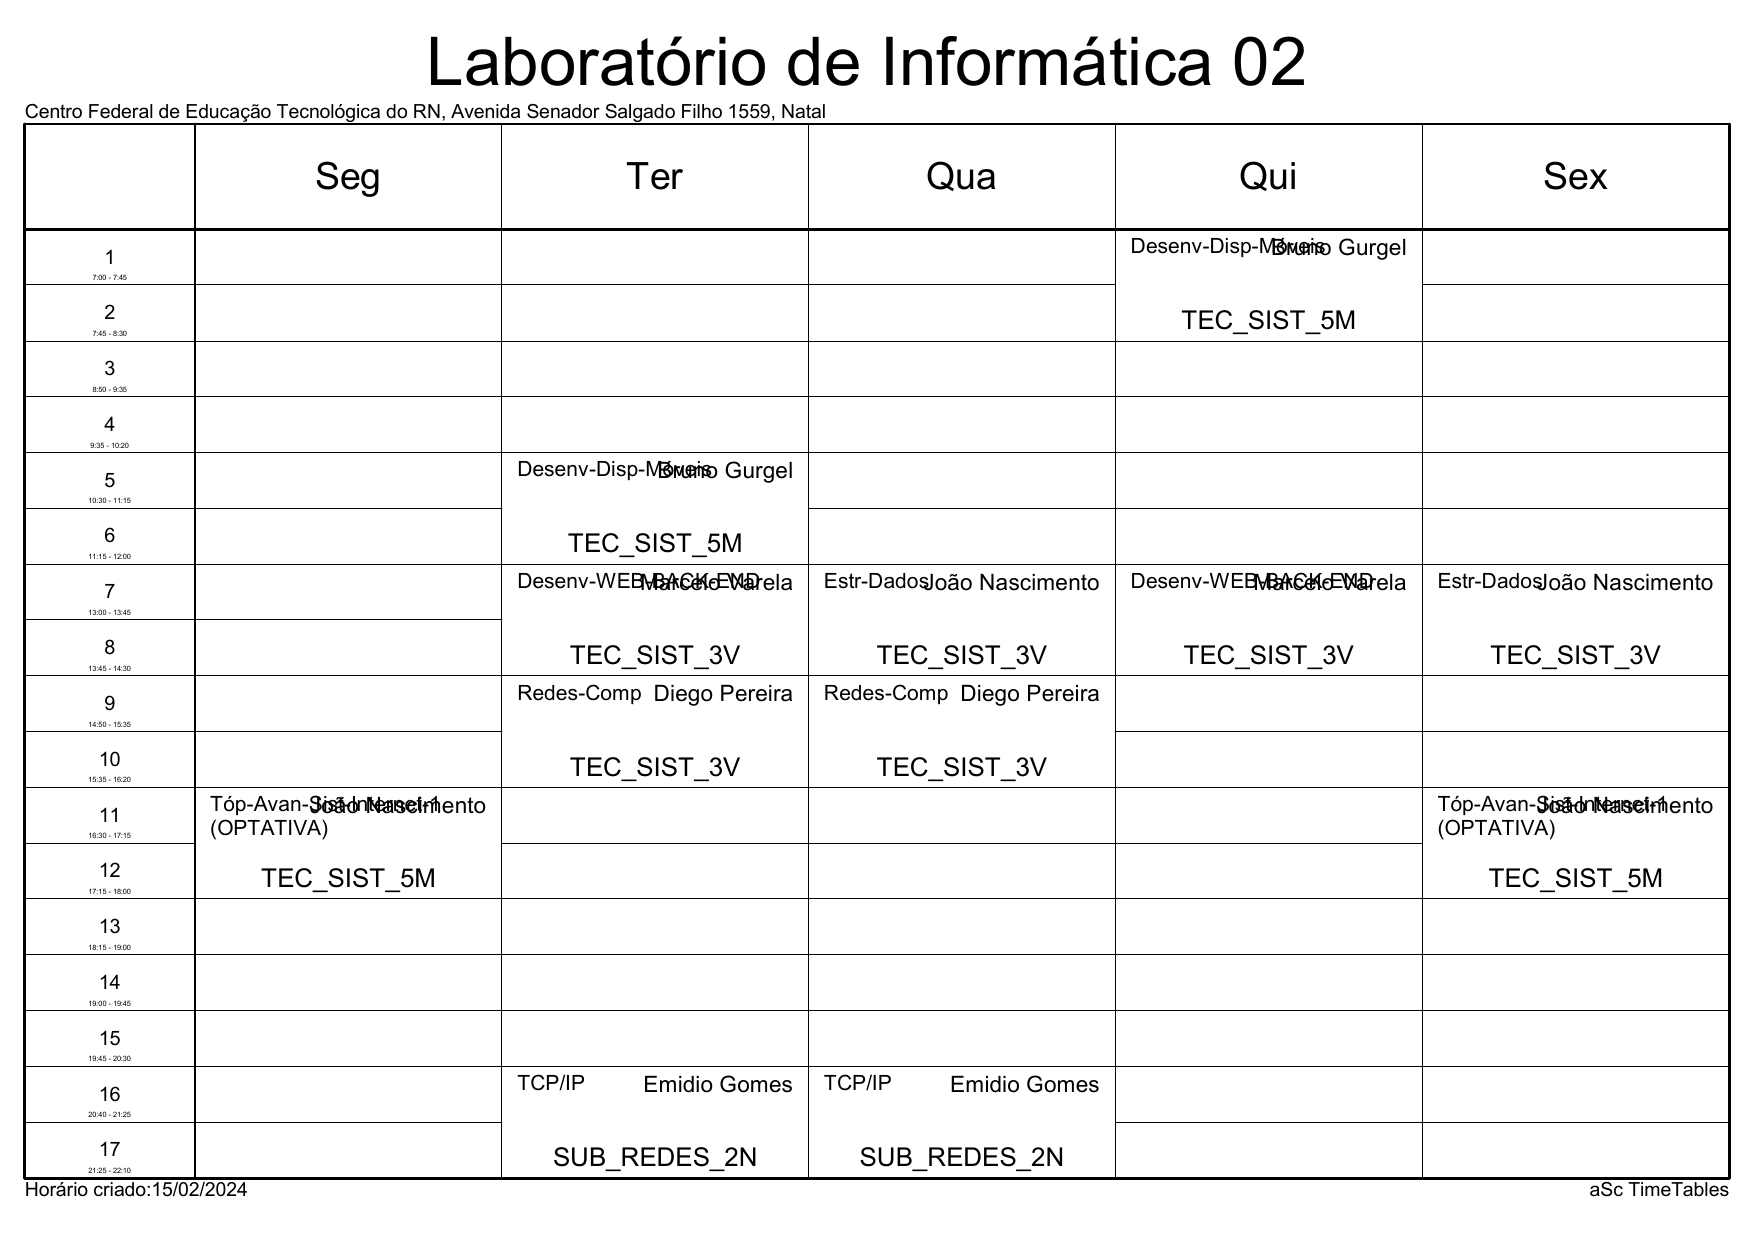 Laboratório de Informática 02
Centro Federal de Educação Tecnológica do RN, Avenida Senador Salgado Filho 1559, Natal
Seg Ter Qua Qui Sex
1
7:00 - 7:45
Desenv-Disp-Móveis Bruno Gurgel
2
7:45 - 8:30
TEC_SIST_5M
3
8:50 - 9:35
4
9:35 - 10:20
5
10:30 - 11:15
Desenv-Disp-Móveis Bruno Gurgel
6
11:15 - 12:00
TEC_SIST_5M
7
13:00 - 13:45
Desenv-WEB-BACK-END Marcelo Varela Estr-Dados João Nascimento Desenv-WEB-BACK-END Marcelo Varela Estr-Dados João Nascimento
8
13:45 - 14:30
TEC_SIST_3V TEC_SIST_3V TEC_SIST_3V TEC_SIST_3V
9
14:50 - 15:35
Redes-Comp Diego Pereira Redes-Comp Diego Pereira
10
15:35 - 16:20
TEC_SIST_3V TEC_SIST_3V
11
16:30 - 17:15
Tóp-Avan-Sist-Internet-1 João Nascimento Tóp-Avan-Sist-Internet-1 João Nascimento
(OPTATIVA) (OPTATIVA)
12
17:15 - 18:00
TEC_SIST_5M TEC_SIST_5M
13
18:15 - 19:00
14
19:00 - 19:45
15
19:45 - 20:30
16
20:40 - 21:25
TCP/IP Emidio Gomes TCP/IP Emidio Gomes
17
21:25 - 22:10
SUB_REDES_2N SUB_REDES_2N
Horário criado:15/02/2024 aSc TimeTables